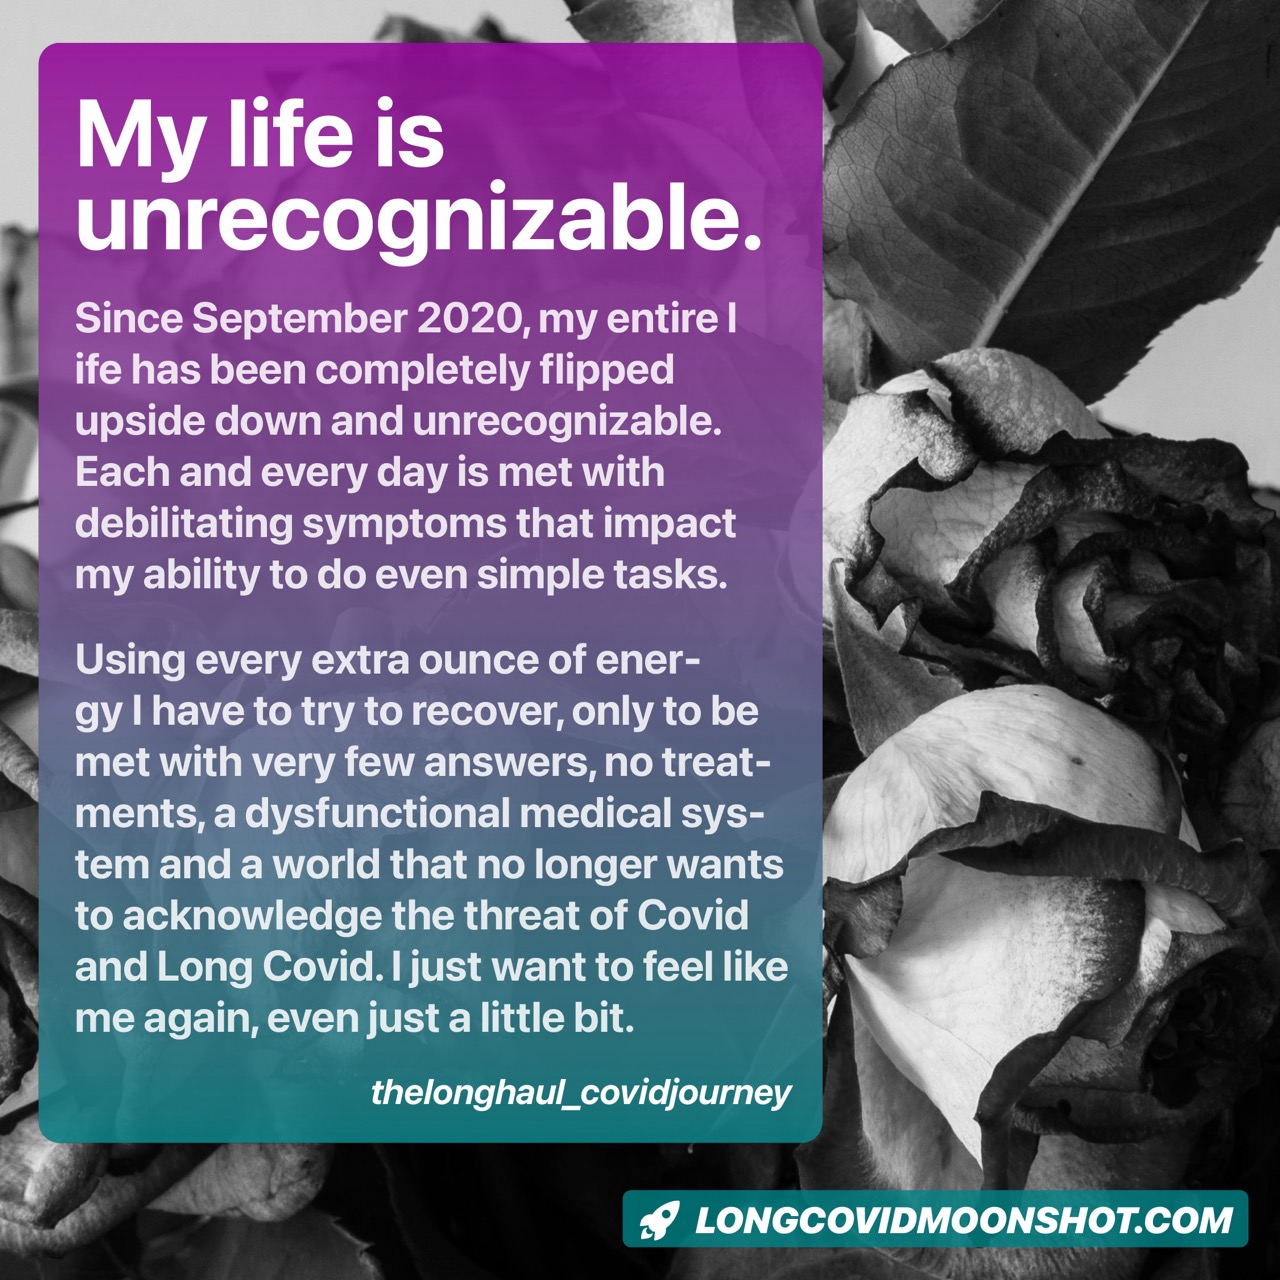 My life is
unrecognizable.
Since September 2020, my entire l
ife has been completely flipped
upside down and unrecognizable.
Each and every day is met with
debilitating symptoms that impact
my ability to do even simple tasks.
Using every extra ounce of ener-
gy I have to try to recover, only to be
met with very few answers, no treat-
ments, a dysfunctional medical sys-
tem and a world that no longer wants
to acknowledge the threat of Covid
and Long Covid. I just want to feel like
me again, even just a little bit.
thelonghaul_covidjourney
LONGCOVIDMOONSHOT.COM